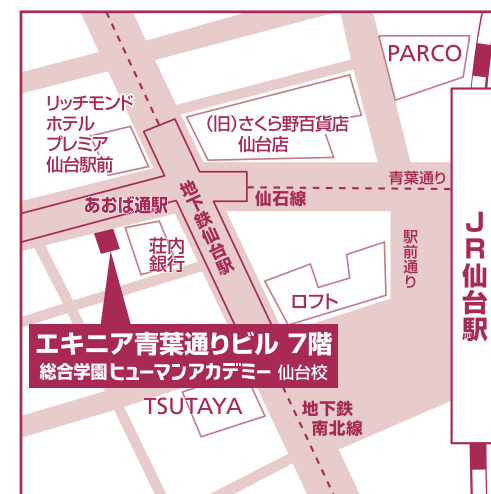 PARCO
リッチモンド
ホテル
プレミア
仙台駅前
(旧)さくら野百貨店
仙台店
青葉通り
仙石線
あおば通駅
地下鉄仙台駅
荘内
銀行
駅前通り
JR仙台駅
ロフト
エキニア青葉通りビル 7階
総合学園ヒューマンアカデミー 仙台校
TSUTAYA
地下鉄
南北線